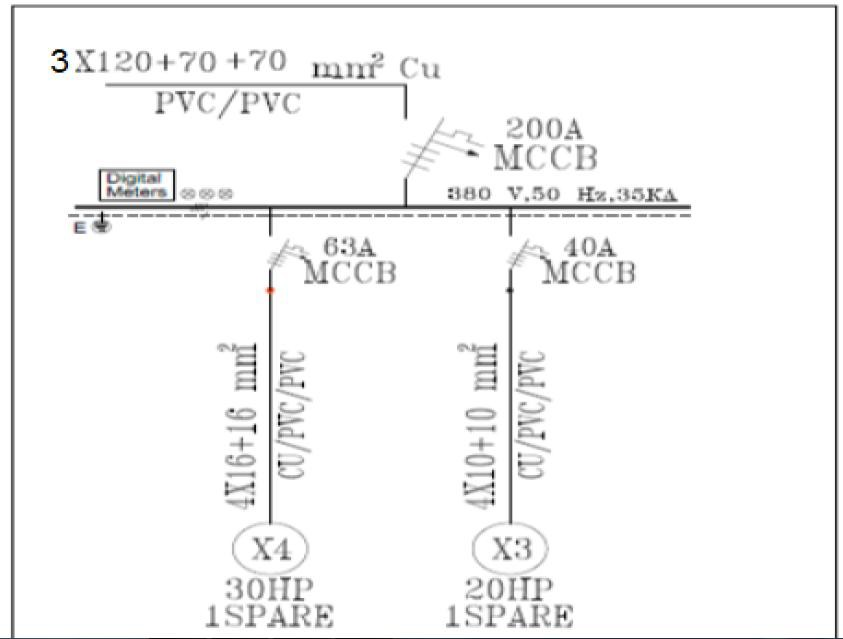 3X120+70 +70 mm² Cu
PVC/PVC
200A
MCCB
Digital
Meters
380 V,50 Hz,35KA
E
63A
MCCB
40A
MCCB
4X16+16 mm²
CU/PVC/PVC
4X10+10 mm²
CU/PVC/PVC
X4
30HP
1SPARE
X3
20HP
1SPARE